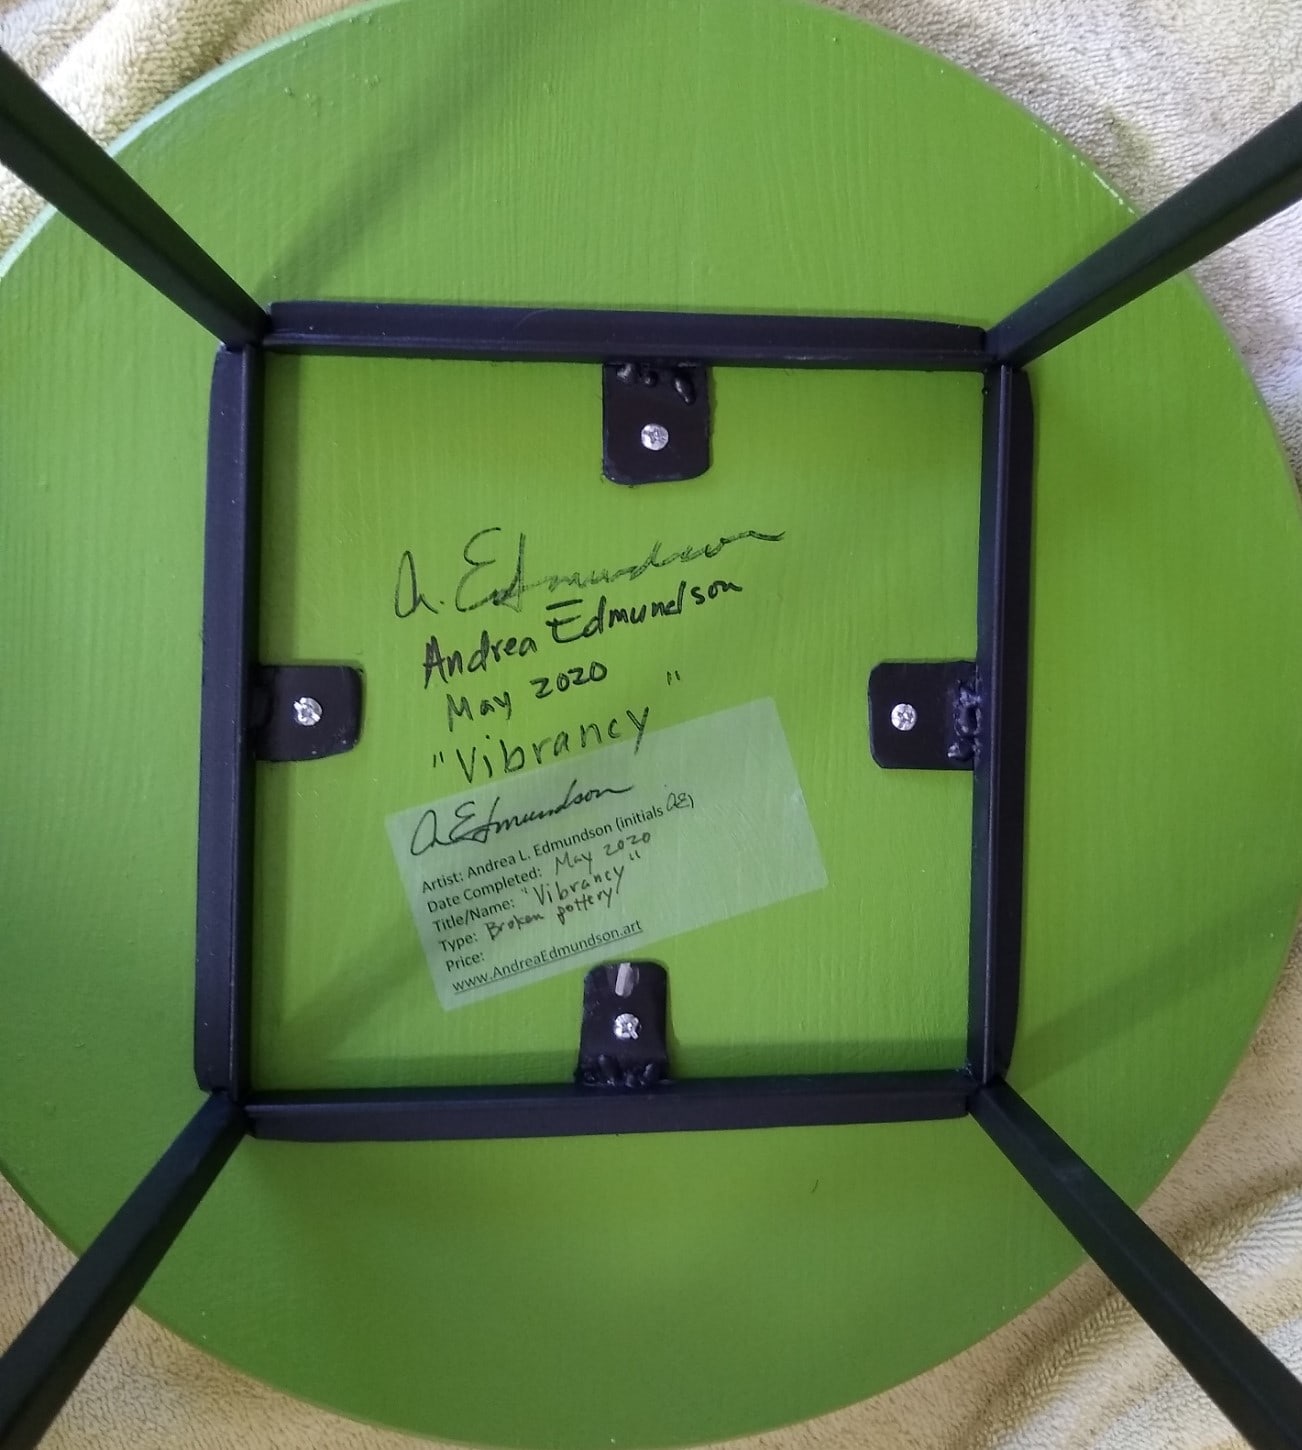 A. Edmundson
Andrea Edmundson
May 2020
"Vibrancy"
A Edmundson
Artist: Andrea L. Edmundson (initials AE)
Date Completed: May 2020
Title/Name: "Vibrancy"
Type: Broken pottery
Price:
www.AndreaEdmundson.art